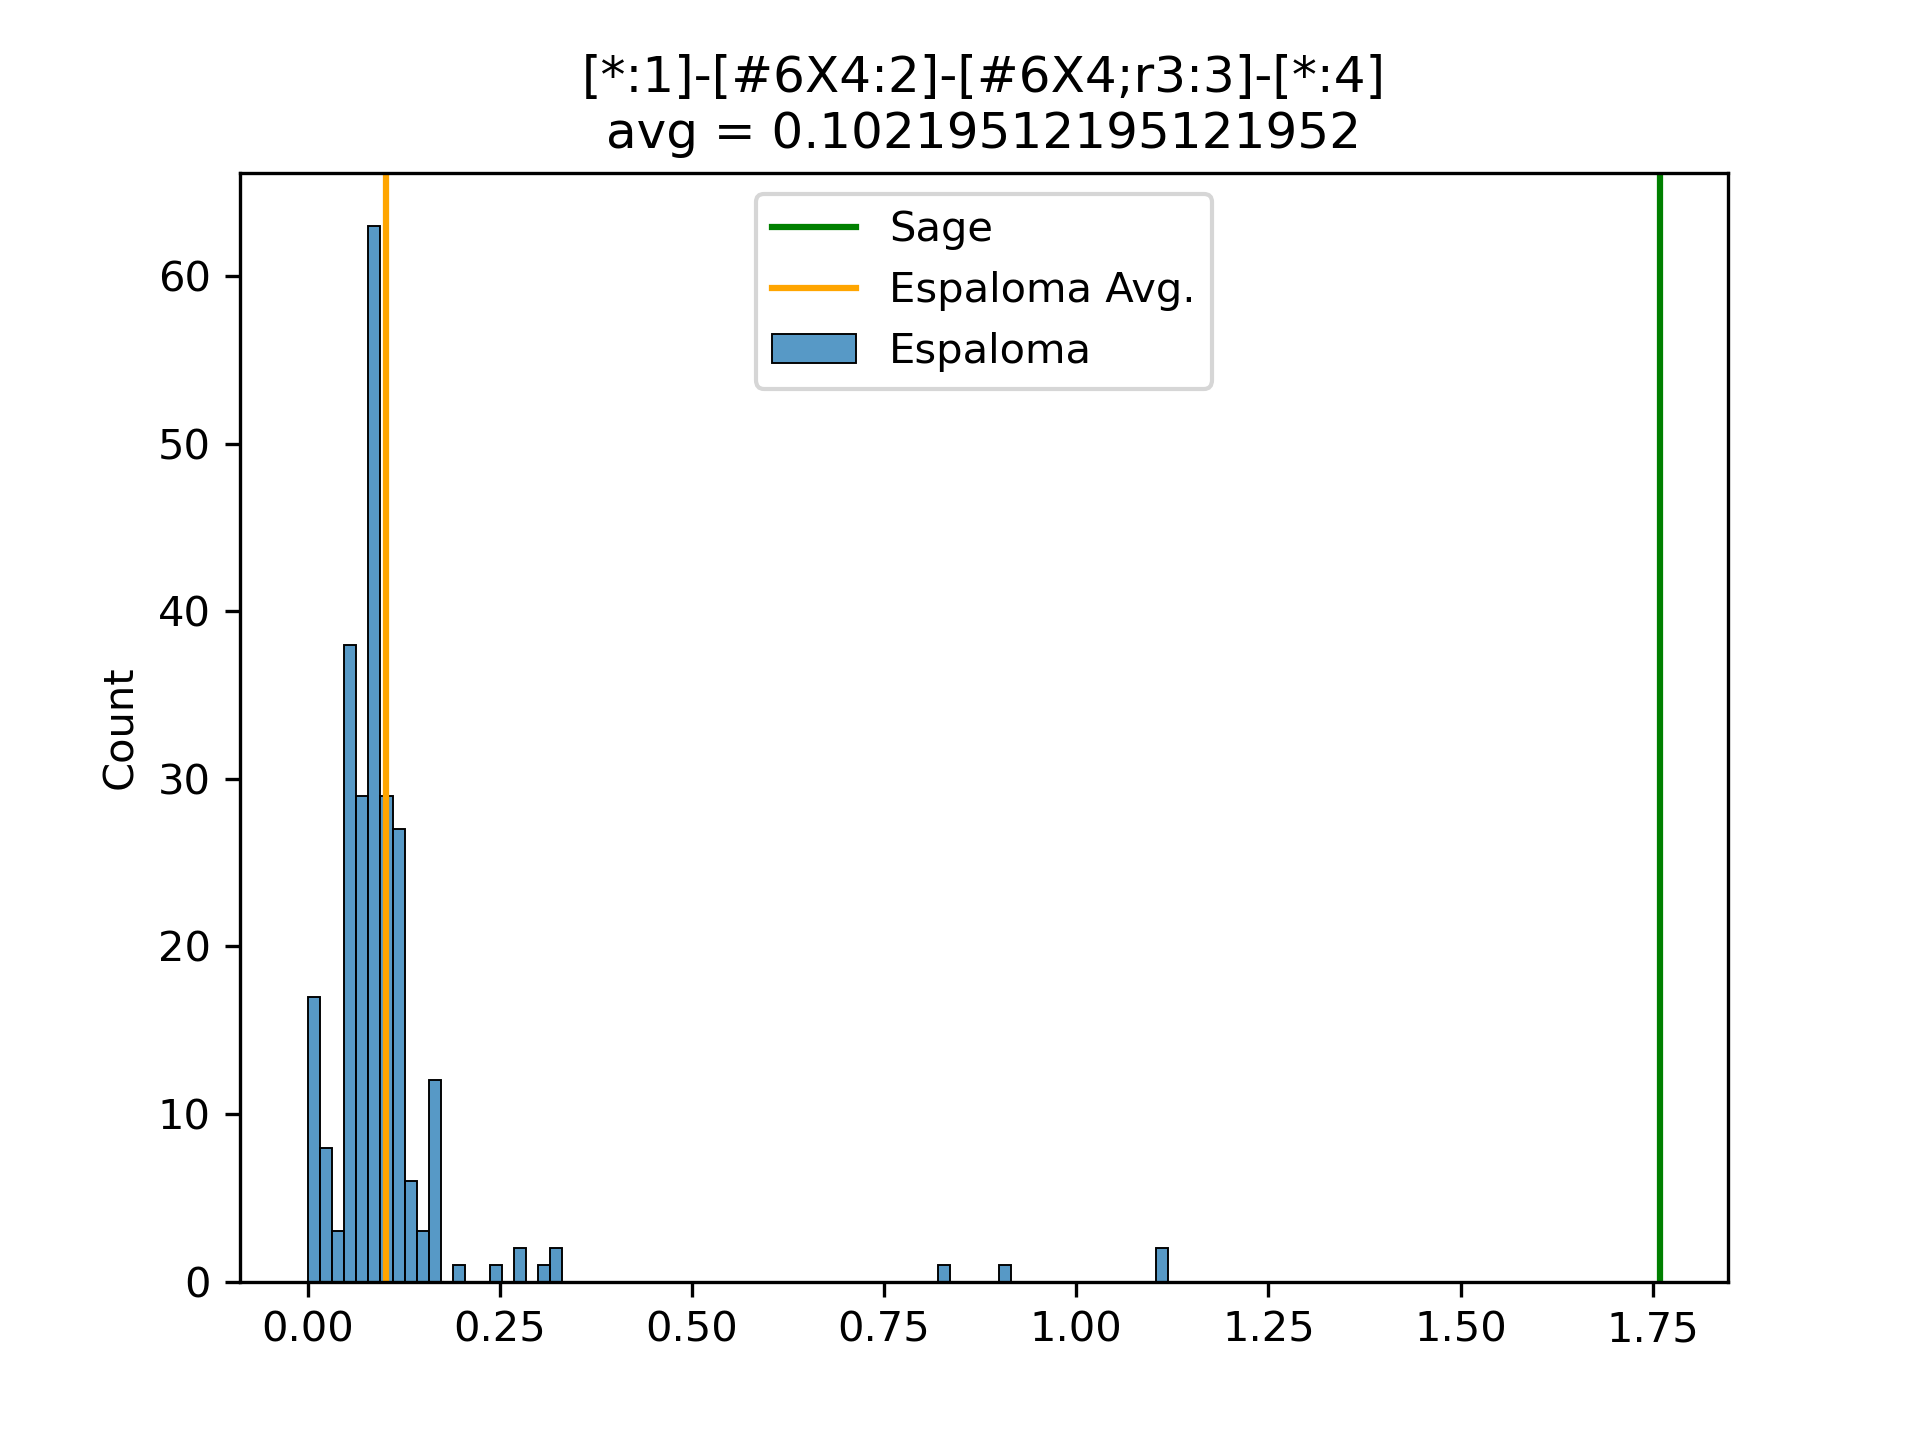 [*:1]-[#6X4:2]-[#6X4;r3:3]-[*:4]
avg = 0.10219512195121952
Sage
Espaloma Avg.
Espaloma
Count
60
50
40
30
20
10
0
0.00 0.25 0.50 0.75 1.00 1.25 1.50 1.75